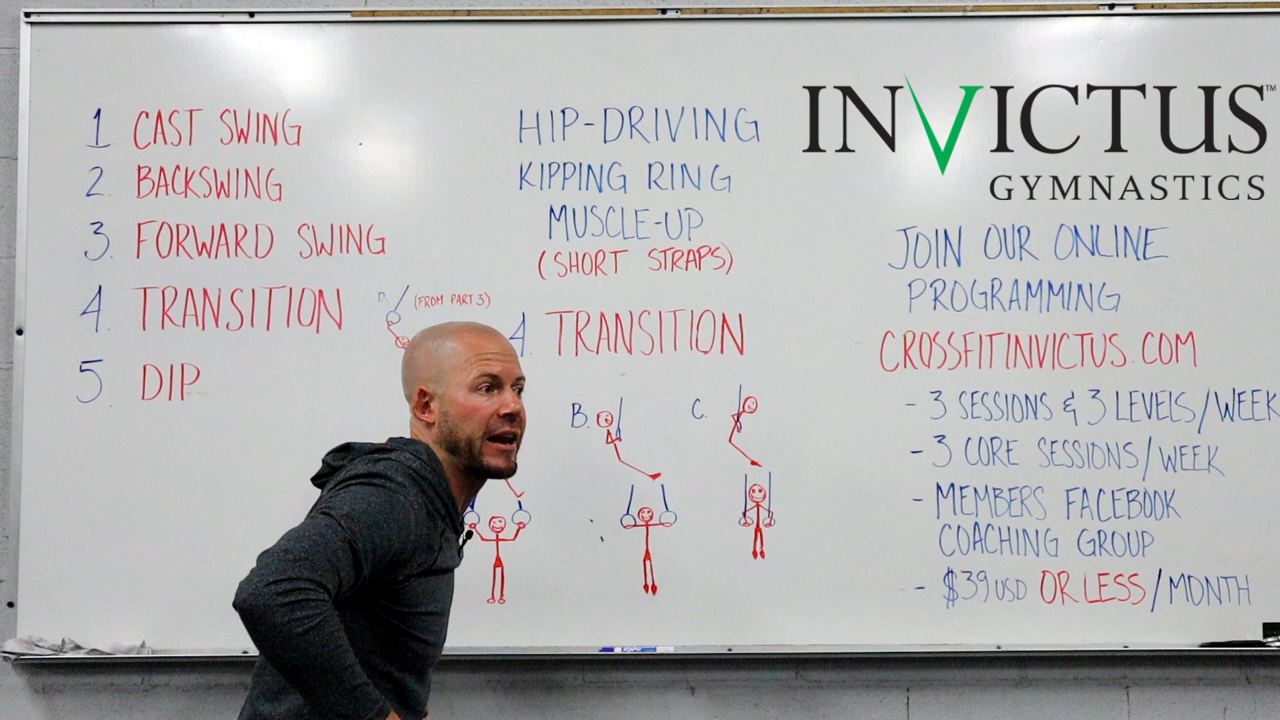 1. CAST SWING
2. BACKSWING
3. FORWARD SWING
4. TRANSITION
5 DIP
D. (FROM PART 3)
HIP-DRIVING
KIPPING RING
MUSCLE-UP
(SHORT STRAPS)
4. TRANSITION
B.
C.
INVICTUS™
GYMNASTICS
JOIN OUR ONLINE
PROGRAMMING
CROSSFITINVICTUS.COM
- 3 SESSIONS & 3 LEVELS/WEEK
- 3 CORE SESSIONS/WEEK
- MEMBERS FACEBOOK
COACHING GROUP
- $39 USD OR LESS/MONTH